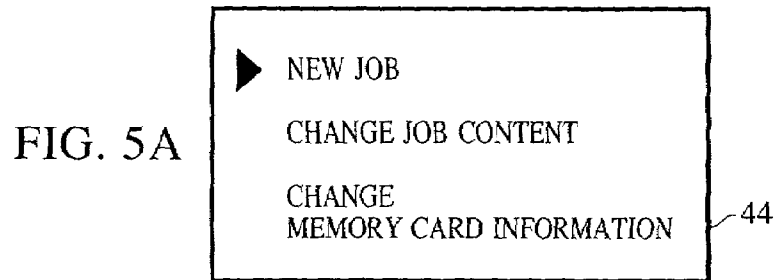 NEW JOB
CHANGE JOB CONTENT
FIG. 5A
CHANGE
MEMORY CARD INFORMATION
44